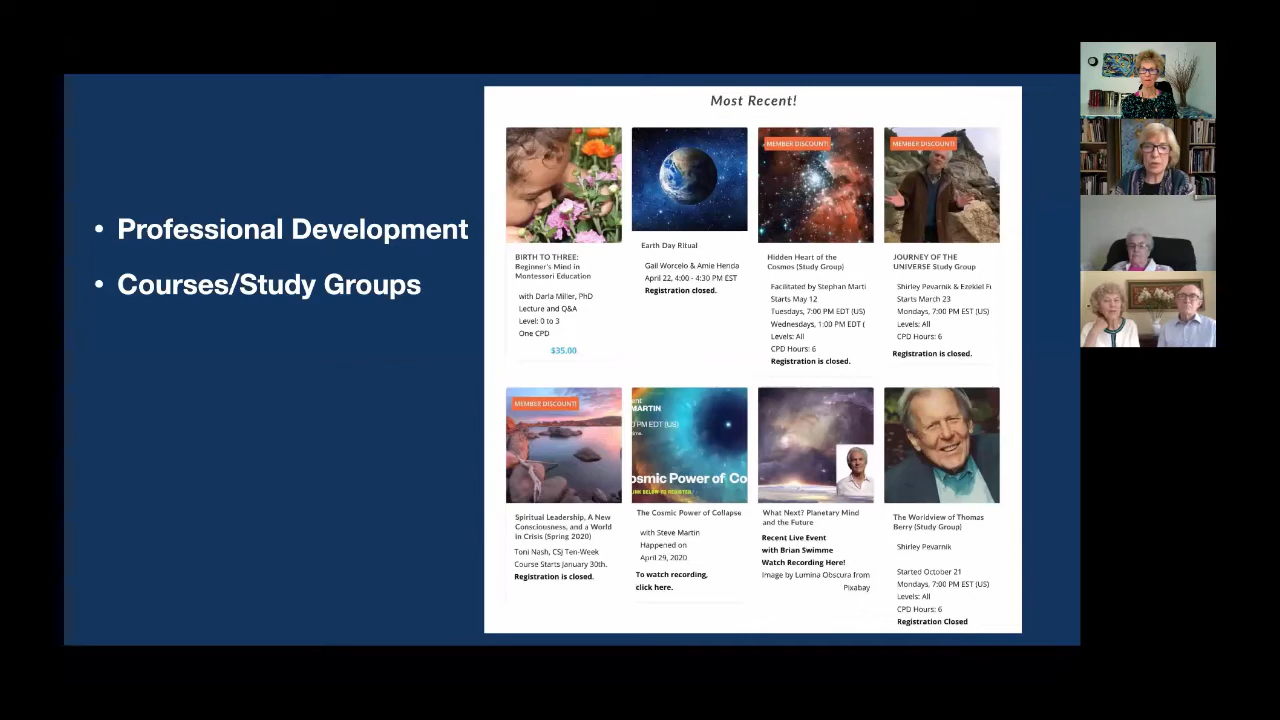 Most Recent!
• Professional Development
• Courses/Study Groups
BIRTH TO THREE:
Beginner's Mind in
Montessori Education
with Darla Miller, PhD
Lecture and Q&A
Level: 0 to 3
One CPD
$35.00
Earth Day Ritual
Gail Worcelo & Amie Henda
April 22, 4:00 - 4:30 PM EST
Registration closed.
MEMBER DISCOUNT!
Hidden Heart of the
Cosmos (Study Group)
Facilitated by Stephan Marti
Starts May 12
Tuesdays, 7:00 PM EDT (US)
Wednesdays, 1:00 PM EDT (
Levels: All
CPD Hours: 6
Registration is closed.
MEMBER DISCOUNT!
JOURNEY OF THE
UNIVERSE Study Group
Shirley Pevarnik & Ezekiel Fu
Starts March 23
Mondays, 7:00 PM EST (US)
Levels: All
CPD Hours: 6
Registration is closed.
MEMBER DISCOUNT!
Spiritual Leadership, A New
Consciousness, and a World
in Crisis (Spring 2020)
Toni Nash, CSJ Ten-Week
Course Starts January 30th.
Registration is closed.
MARTIN
PM EDT (US)
osmic Power of Co
INK BELOW TO REGISTER!
The Cosmic Power of Collapse
with Steve Martin
Happened on
April 29, 2020
To watch recording,
click here.
What Next? Planetary Mind
and the Future
Recent Live Event
with Brian Swimme
Watch Recording Here!
Image by Lumina Obscura from
Pixabay
The Worldview of Thomas
Berry (Study Group)
Shirley Pevarnik
Started October 21
Mondays, 7:00 PM EST (US)
Levels: All
CPD Hours: 6
Registration Closed